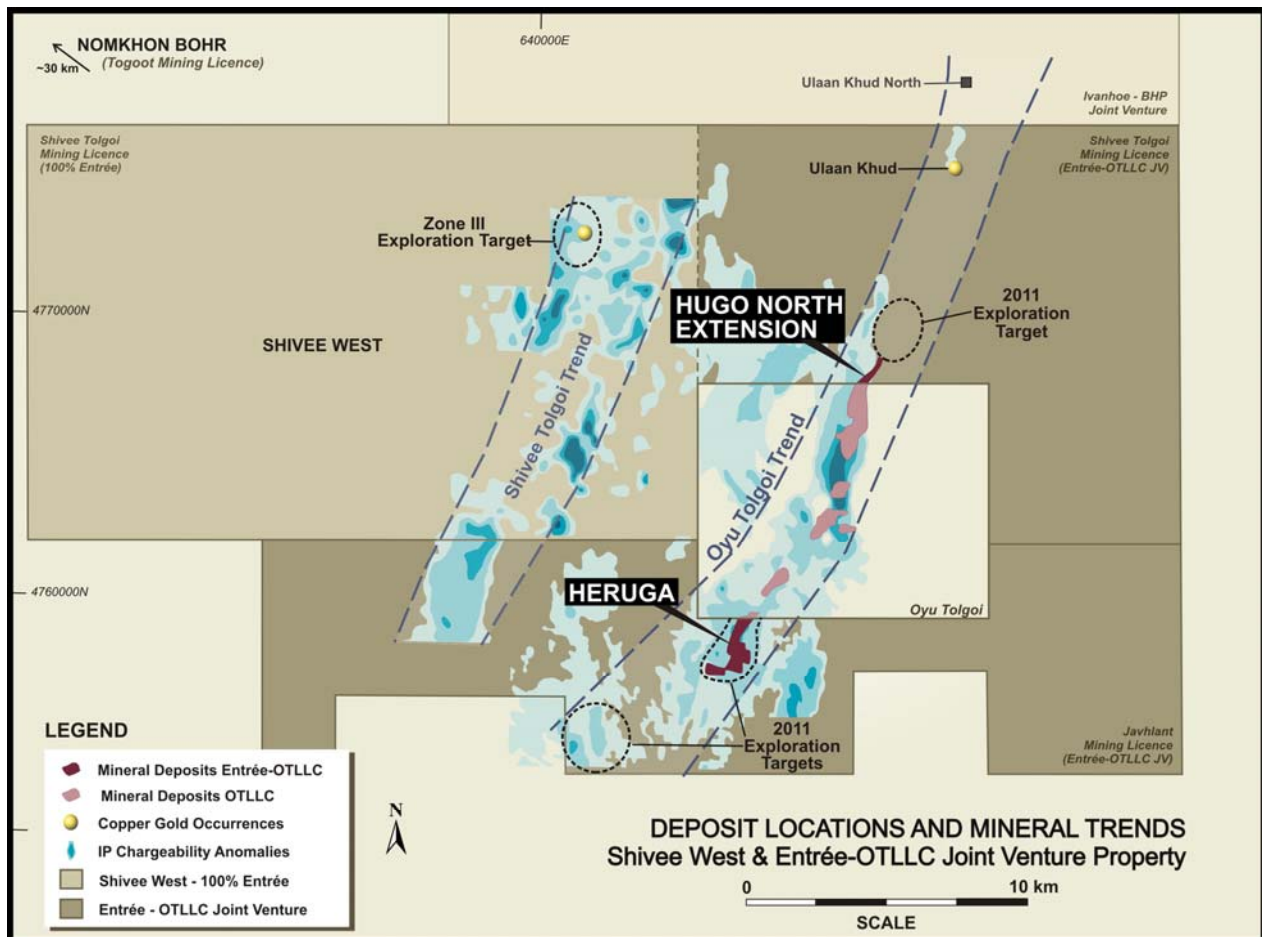 NOMKHON BOHR
(Togoot Mining Licence)
~30 km
640000E
Ulaan Khud North
Ivanhoe - BHP
Joint Venture
Shivee Tolgoi
Mining Licence
(100% Entrée)
Shivee Tolgoi
Mining Licence
(Entrée-OTLLC JV)
Ulaan Khud
Zone III
Exploration Target
4770000N
HUGO NORTH
EXTENSION
2011
Exploration
Target
SHIVEE WEST
Shivee Tolgoi Trend
Oyu Tolgoi Trend
4760000N
HERUGA
Oyu Tolgoi
2011
Exploration
Targets
Javhlant
Mining Licence
(Entrée-OTLLC JV)
LEGEND
Mineral Deposits Entrée-OTLLC
Mineral Deposits OTLLC
Copper Gold Occurrences
IP Chargeability Anomalies
Shivee West - 100% Entrée
Entrée - OTLLC Joint Venture
N
DEPOSIT LOCATIONS AND MINERAL TRENDS
Shivee West & Entrée-OTLLC Joint Venture Property
0 10 km
SCALE